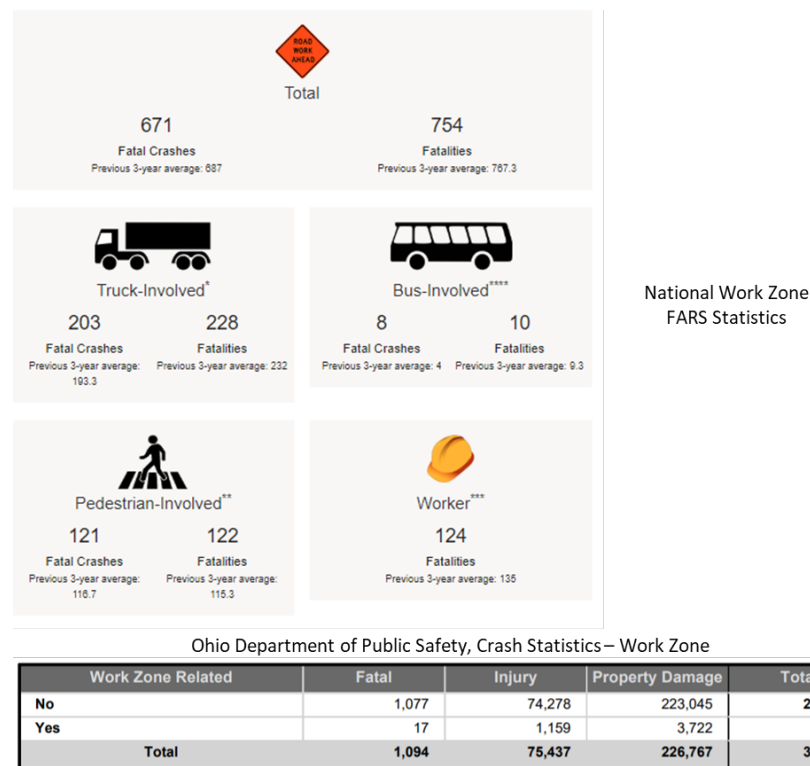 ROAD
WORK
AHEAD
Total
671
Fatal Crashes
Previous 3-year average: 687
754
Fatalities
Previous 3-year average: 767.3
Truck-Involved*
203
Fatal Crashes
Previous 3-year average:
193.3
228
Fatalities
Previous 3-year average: 232
Bus-Involved****
8
Fatal Crashes
Previous 3-year average: 4
10
Fatalities
Previous 3-year average: 9.3
National Work Zone
FARS Statistics
Pedestrian-Involved**
121
Fatal Crashes
Previous 3-year average:
116.7
122
Fatalities
Previous 3-year average:
115.3
Worker***
124
Fatalities
Previous 3-year average: 135
Ohio Department of Public Safety, Crash Statistics – Work Zone
Work Zone Related Fatal Injury Property Damage
No 1,077 74,278 223,045
Yes 17 1,159 3,722
Total 1,094 75,437 226,767